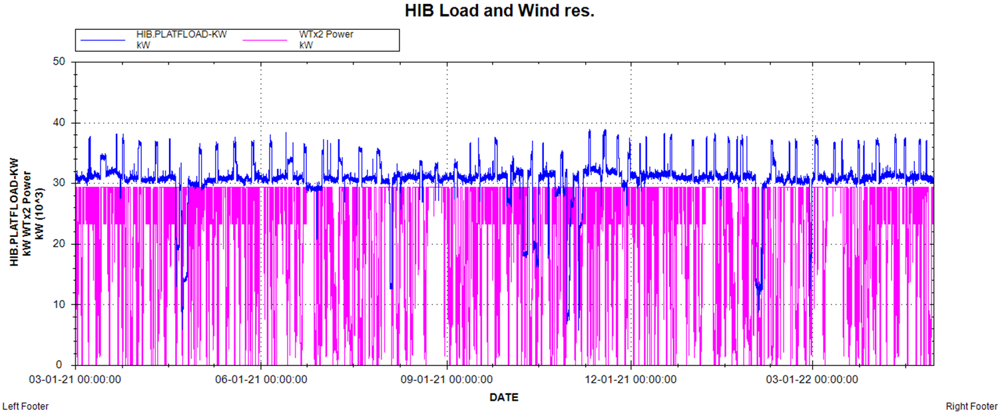 HIB Load and Wind res.
HIB.PLATFLOAD-KW WTx2 Power
kW kW
50
40
30
20
10
0
HIB.PLATFLOAD-KW
kW WTx2 Power
kW (10^3)
03-01-21 00:00:00 06-01-21 00:00:00 09-01-21 00:00:00 12-01-21 00:00:00 03-01-22 00:00:00
DATE
Left Footer Right Footer